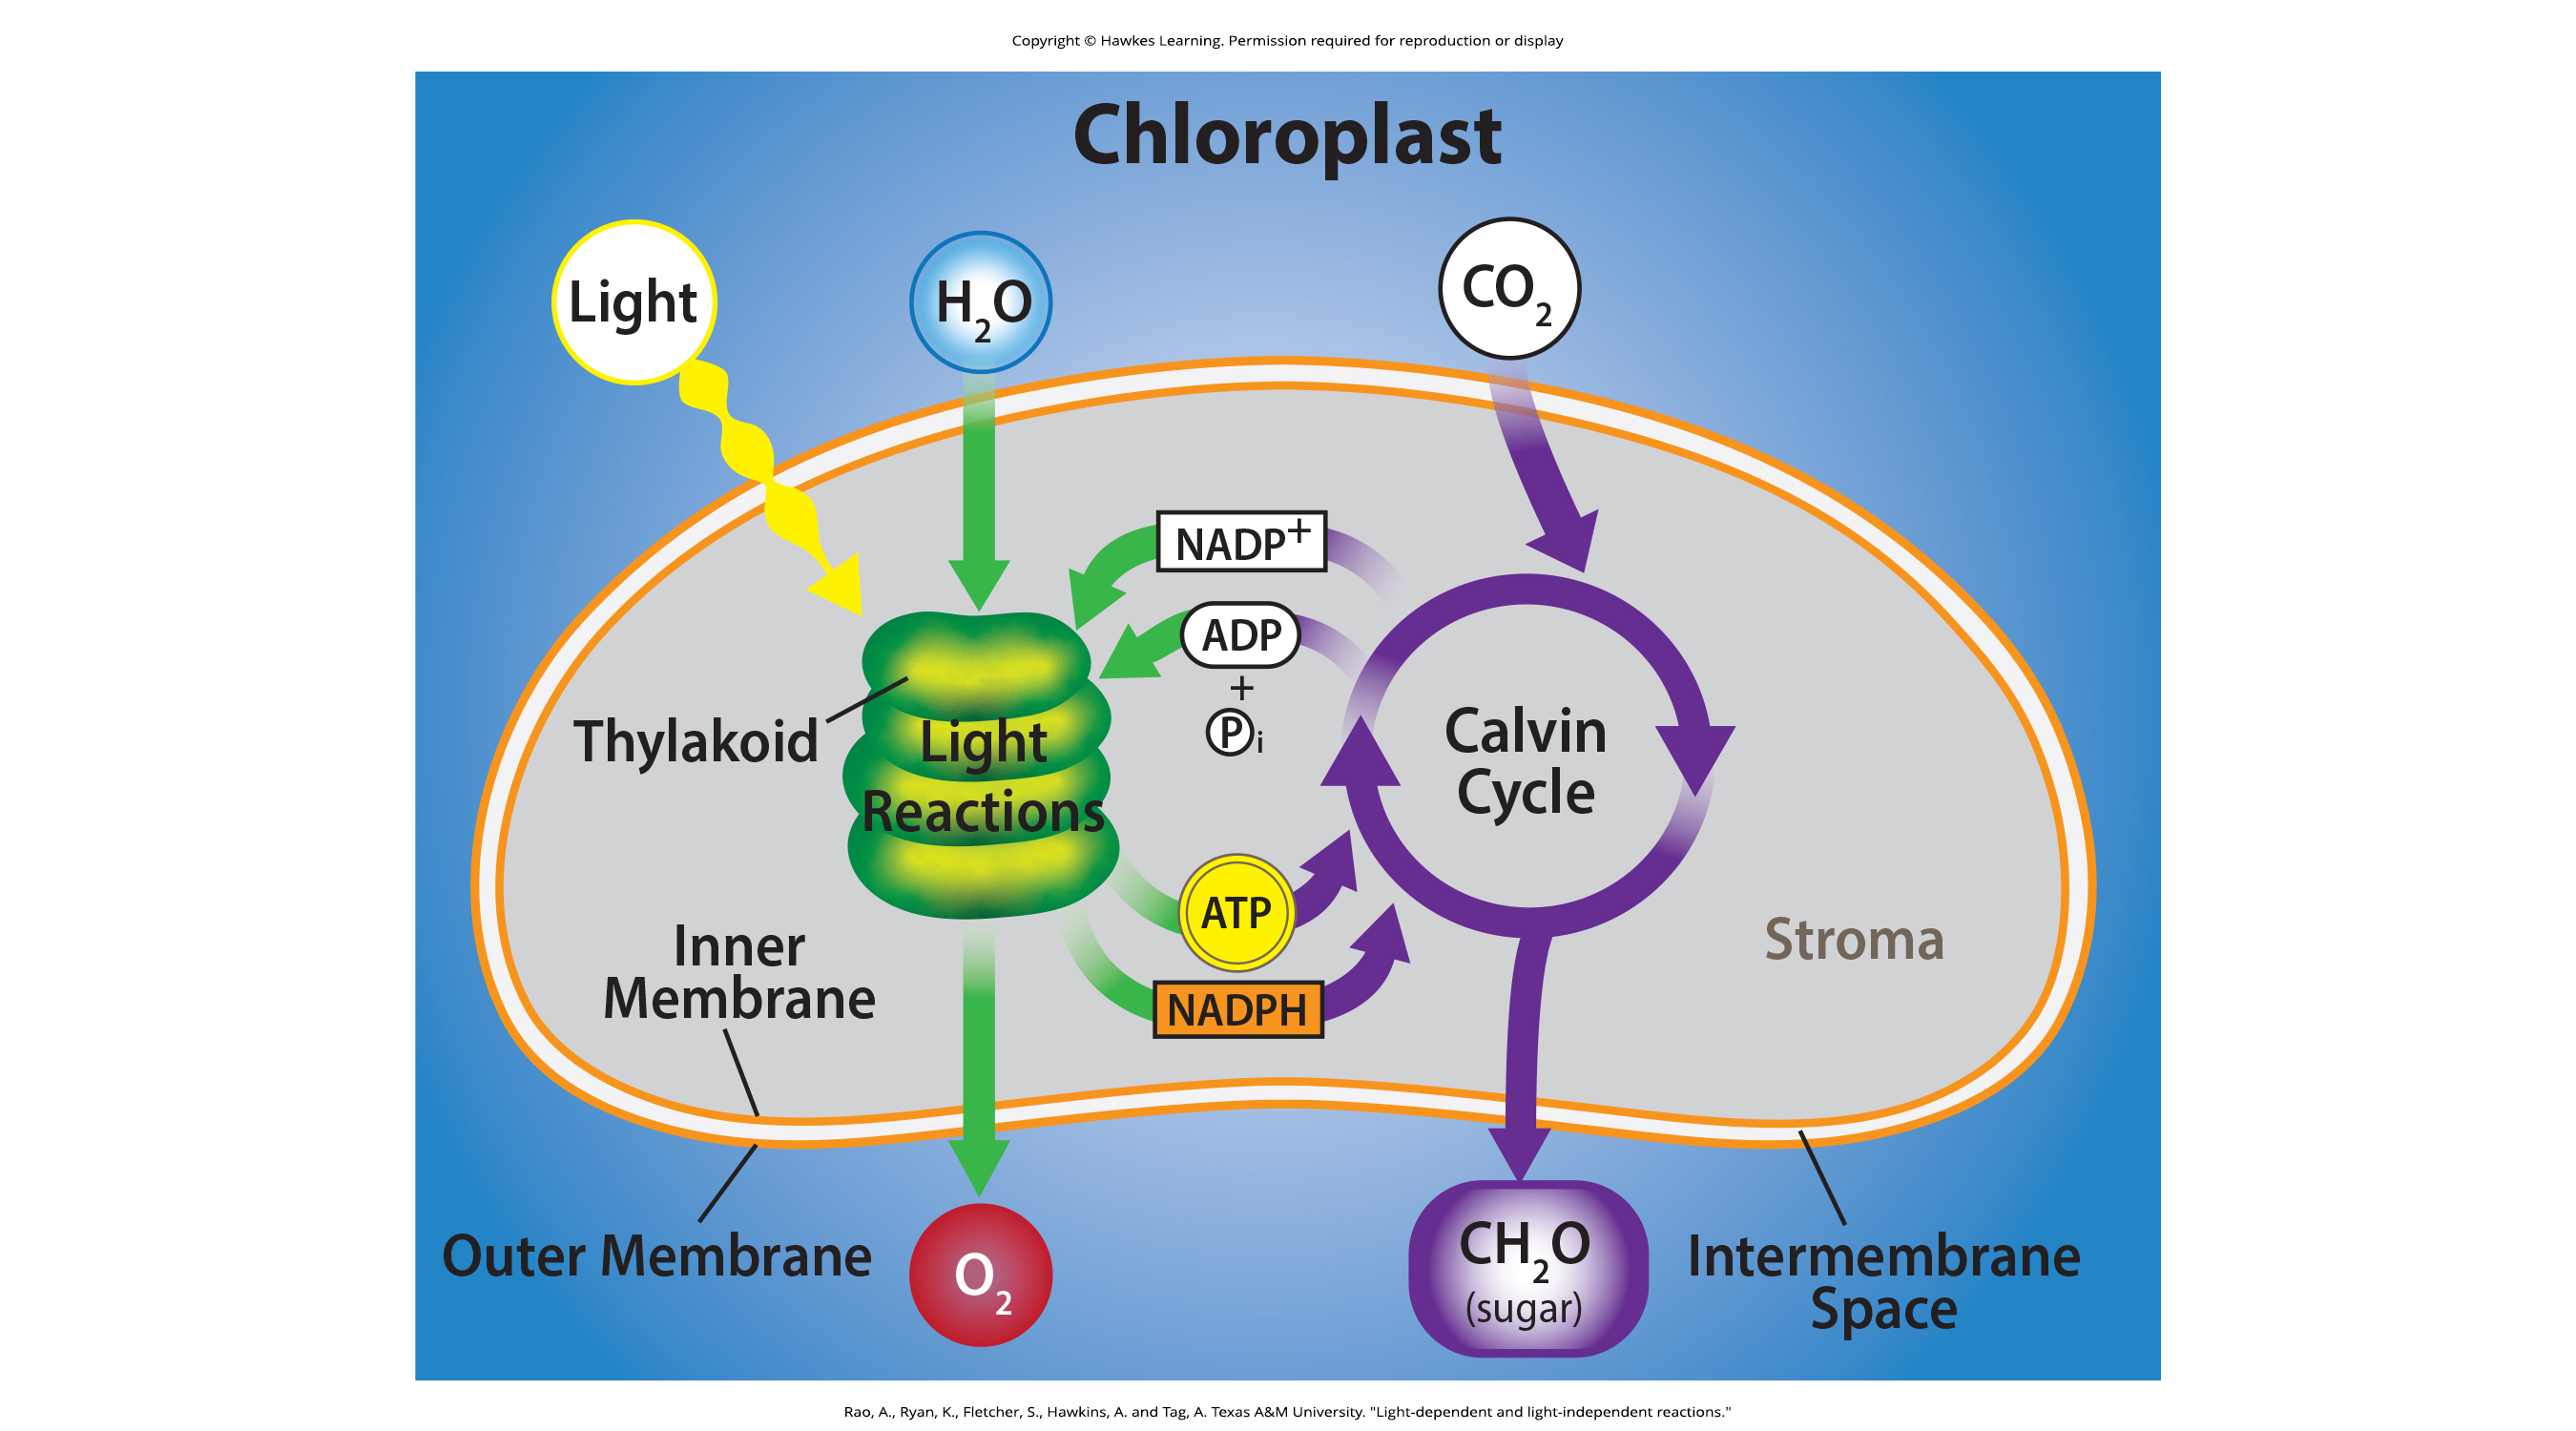 Copyright © Hawkes Learning. Permission required for reproduction or display
Chloroplast
Light
H₂O
CO₂
NADP⁺
ADP
+
Pᵢ
Thylakoid
Light
Reactions
Calvin
Cycle
ATP
NADPH
Stroma
Inner
Membrane
Outer Membrane
O₂
CH₂O
(sugar)
Intermembrane
Space
Rao, A., Ryan, K., Fletcher, S., Hawkins, A. and Tag, A. Texas A&M University. "Light-dependent and light-independent reactions."